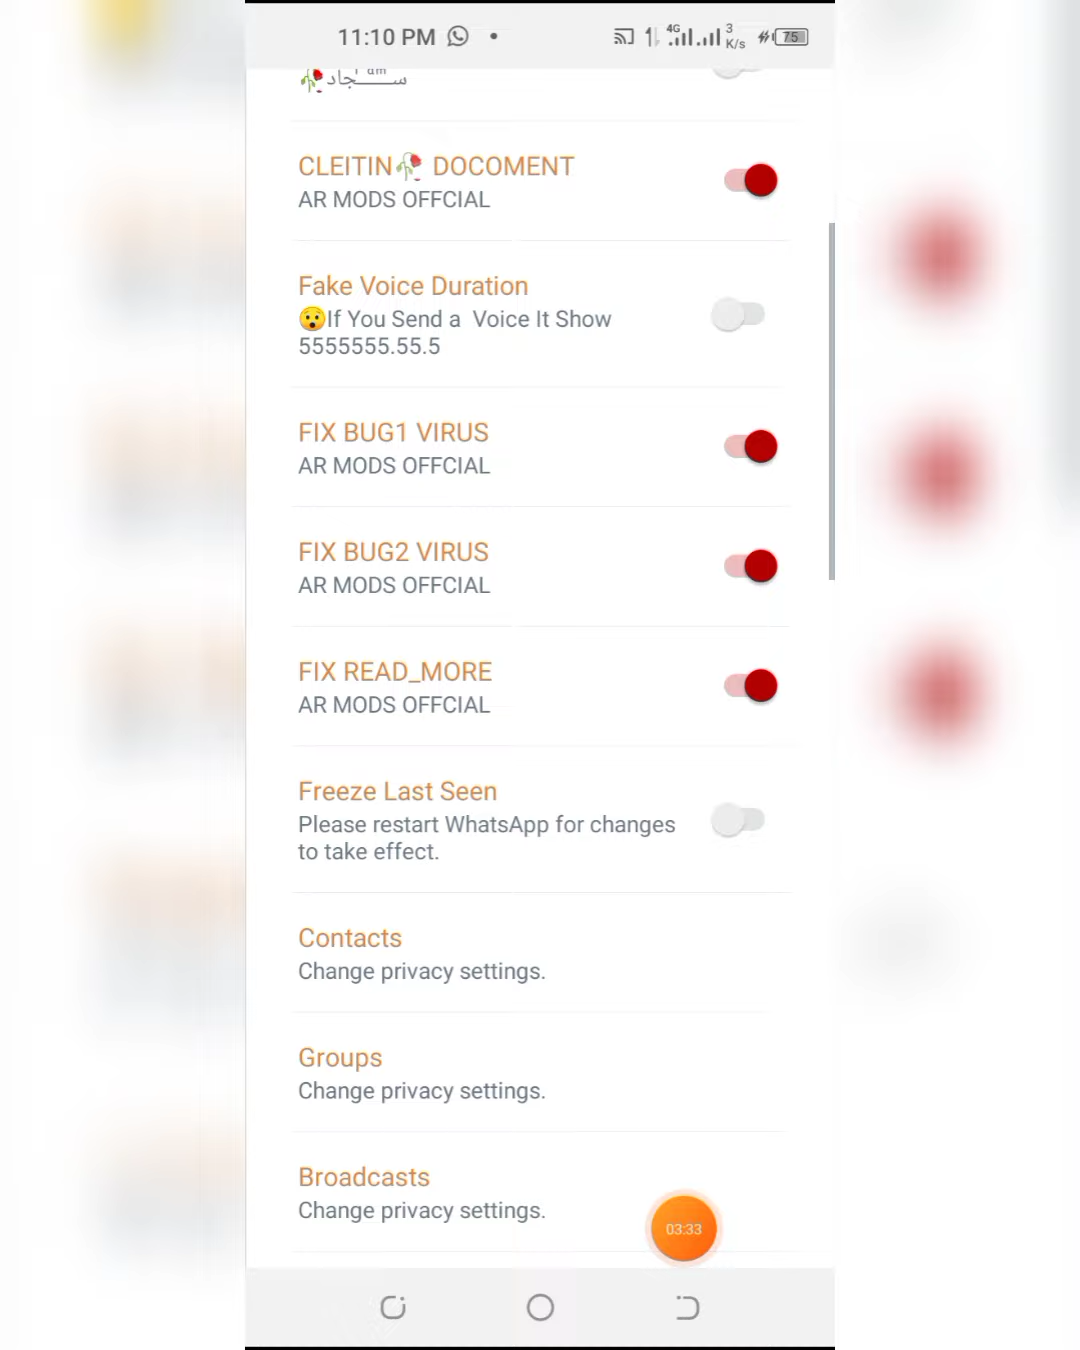 11:10 PM
4G
3
K/s
75
I am
ســـــجاد🥀
CLEITIN🥀 DOCOMENT
AR MODS OFFCIAL
Fake Voice Duration
😯If You Send a Voice It Show
5555555.55.5
FIX BUG1 VIRUS
AR MODS OFFCIAL
FIX BUG2 VIRUS
AR MODS OFFCIAL
FIX READ_MORE
AR MODS OFFCIAL
Freeze Last Seen
Please restart WhatsApp for changes
to take effect.
Contacts
Change privacy settings.
Groups
Change privacy settings.
Broadcasts
Change privacy settings.
03:33